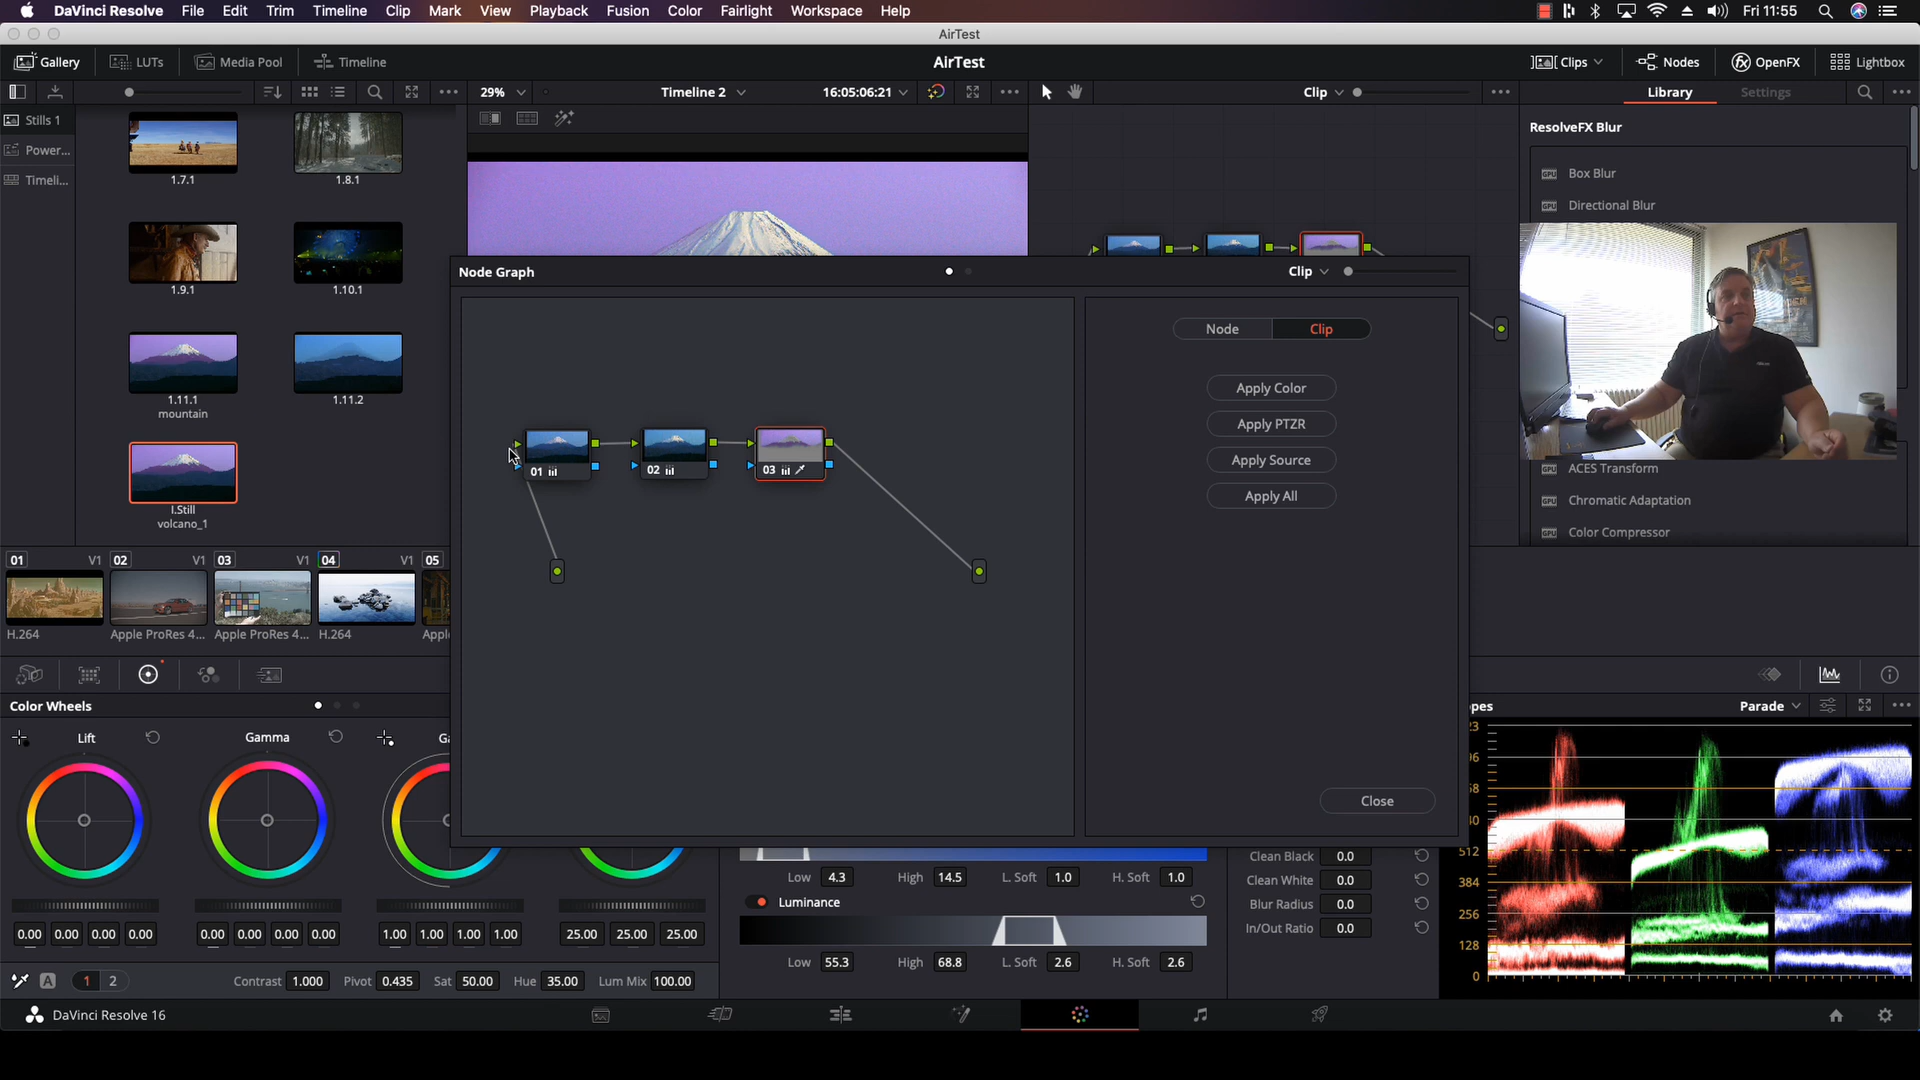 DaVinci Resolve File Edit Trim Timeline Clip Mark View Playback Fusion Color Fairlight Workspace Help Fri 11:55
AirTest
Gallery LUTs Media Pool Timeline AirTest Clips Nodes OpenFX Lightbox
29% Timeline 2 16:05:06:21 Clip Library Settings
Stills 1
Power...
Timeli...
1.7.1
1.8.1
1.9.1
1.10.1
1.11.1
mountain
1.11.2
I.Still
volcano_1
ResolveFX Blur
GPU Box Blur
GPU Directional Blur
GPU ACES Transform
GPU Chromatic Adaptation
GPU Color Compressor
Node Graph Clip
Node Clip
Apply Color
Apply PTZR
Apply Source
Apply All
01
02
03
Close
01 V1 02 V1 03 V1 04 V1 05
H.264 Apple ProRes 4... Apple ProRes 4... H.264 Appl
Color Wheels
Lift Gamma Ga
0.00 0.00 0.00 0.00 0.00 0.00 0.00 0.00 1.00 1.00 1.00 1.00 25.00 25.00 25.00
A 1 2 Contrast 1.000 Pivot 0.435 Sat 50.00 Hue 35.00 Lum Mix 100.00
Low 4.3 High 14.5 L. Soft 1.0 H. Soft 1.0
Luminance
Low 55.3 High 68.8 L. Soft 2.6 H. Soft 2.6
Clean Black 0.0
Clean White 0.0
Blur Radius 0.0
In/Out Ratio 0.0
opes Parade
23
96
68
40
512
384
256
128
0
DaVinci Resolve 16